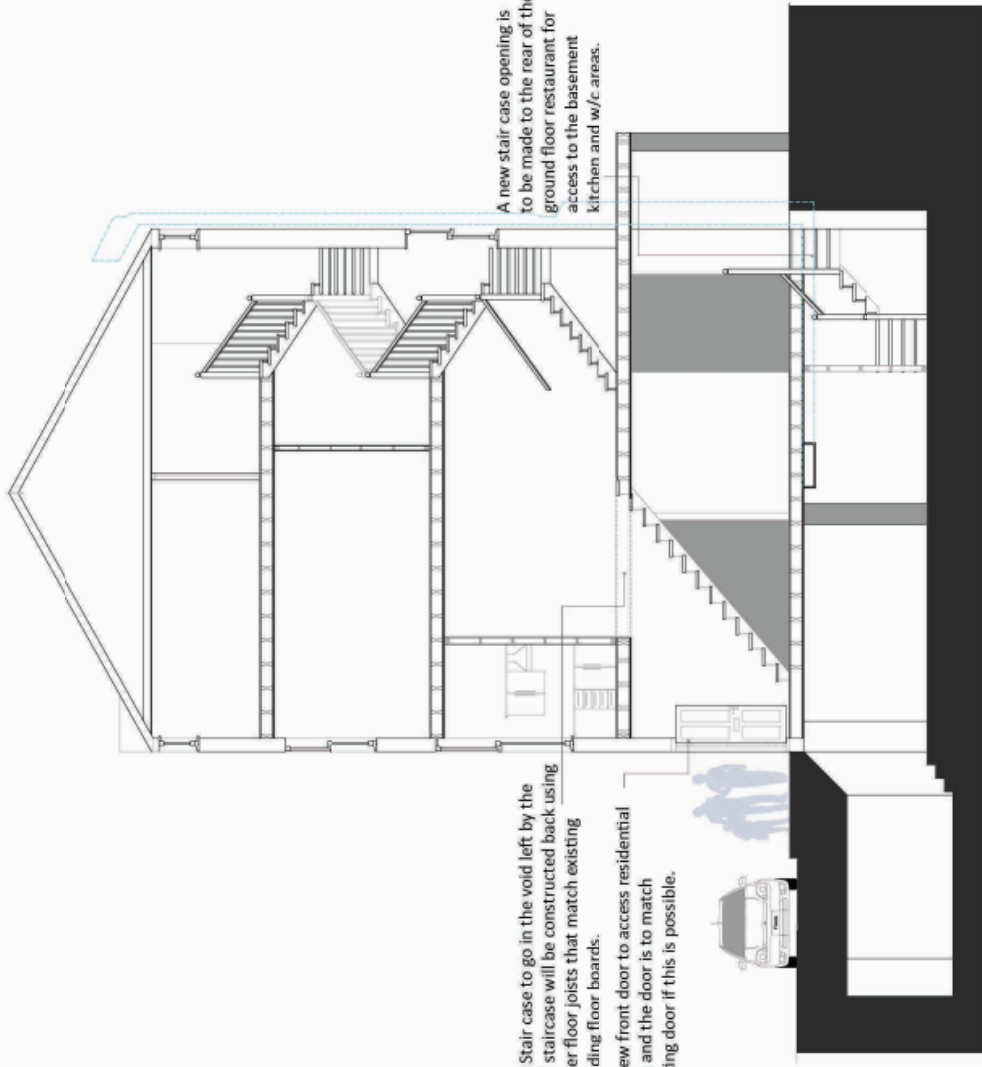 A new stair case opening is
to be made to the rear of the
ground floor restaurant for
access to the basement
kitchen and w/c areas.
Stair case to go in the void left by the
staircase will be constructed back using
er floor joists that match existing
ding floor boards.
ew front door to access residential
and the door is to match
ing door if this is possible.